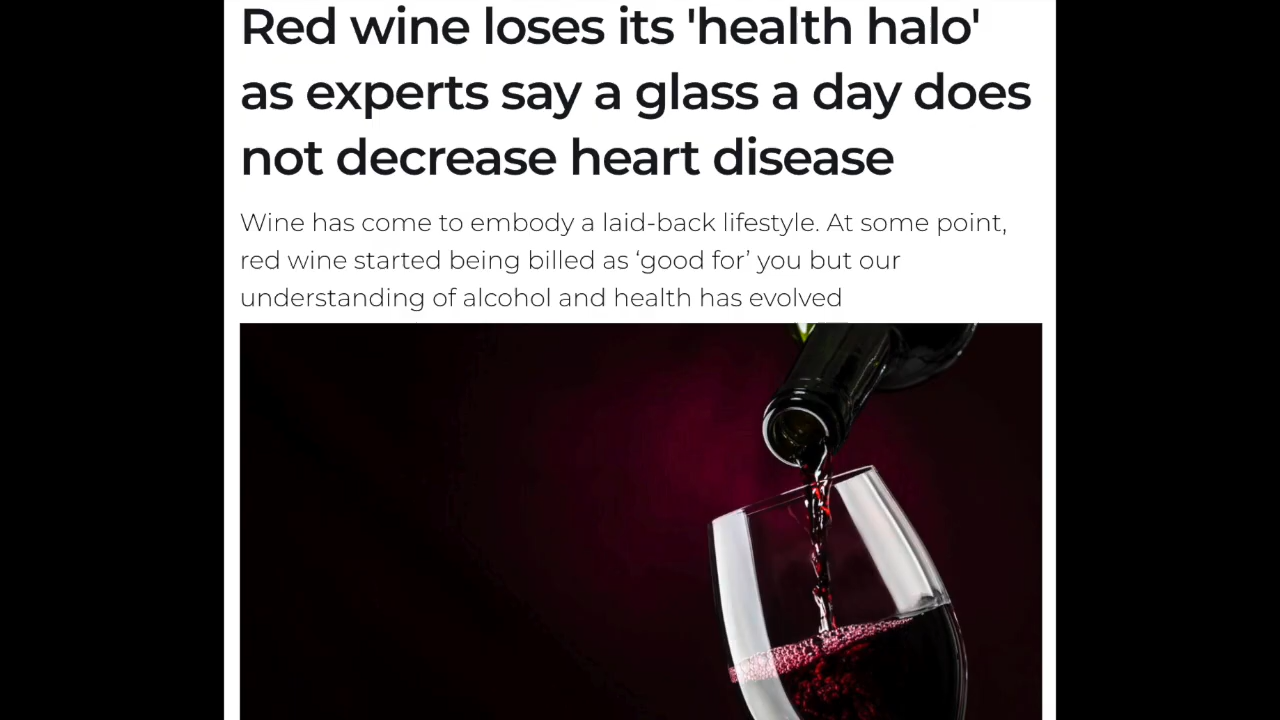 Red wine loses its 'health halo'
as experts say a glass a day does
not decrease heart disease
Wine has come to embody a laid-back lifestyle. At some point,
red wine started being billed as ‘good for’ you but our
understanding of alcohol and health has evolved